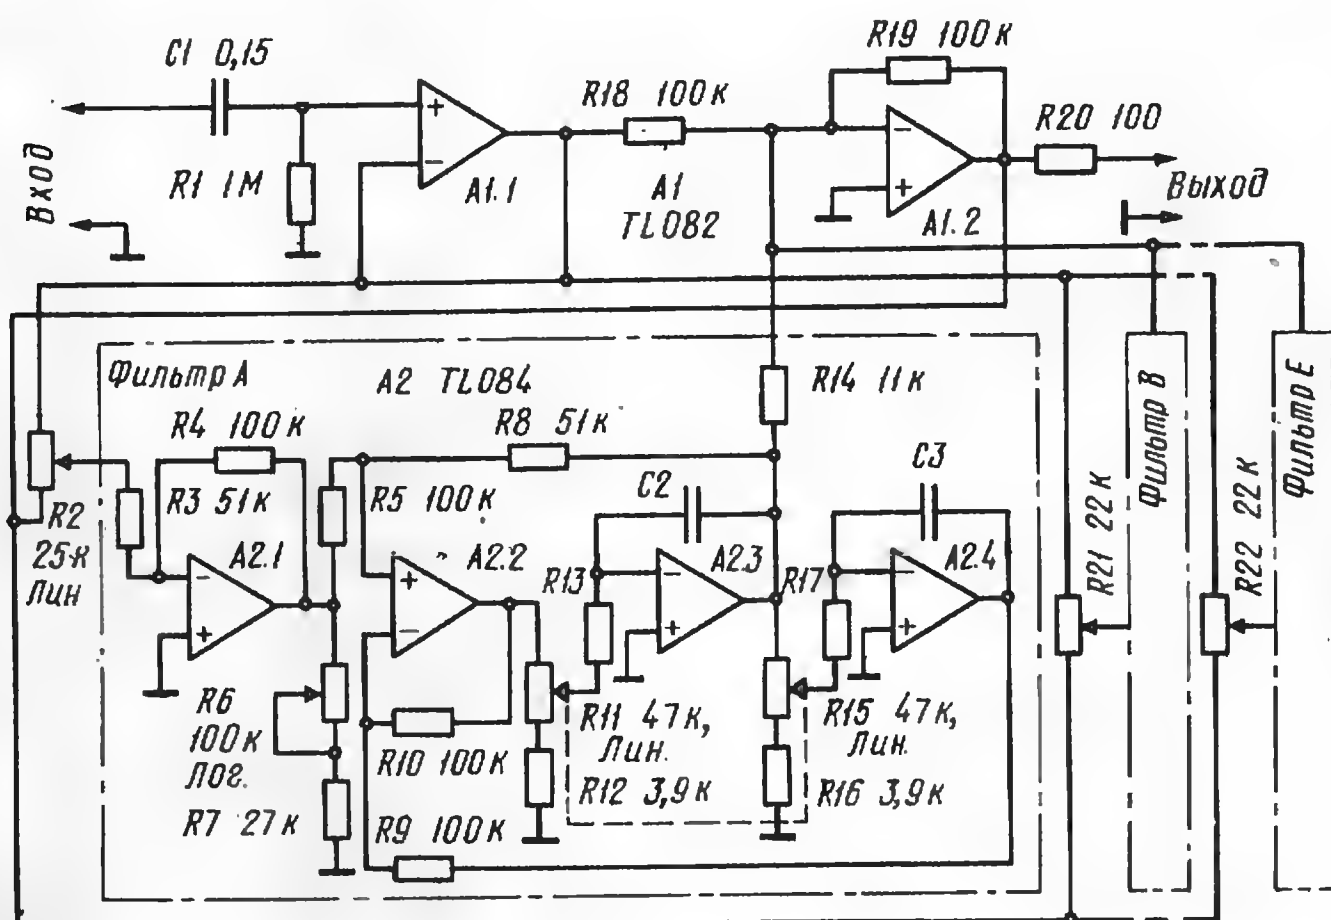 C1 0,15
R19 100к
R18 100к
R20 100
Вход
R1 1М
+
−
A1.1
A1
TL082
−
+
A1.2
Выход
Фильтр А
A2 TL084
R14 11к
R4 100к
R8 51к
R3 51к
R5 100к
C2
C3
R2
25к
Лин
A2.1
−
+
A2.2
+
−
R13
A2.3
−
+
R17
A2.4
−
+
R6
100к
Лог.
R7 27к
R10 100к
R9 100к
R11 47к,
Лин.
R12 3,9к
R15 47к,
Лин.
R16 3,9к
R21 22к
Фильтр В
R22 22к
Фильтр Е